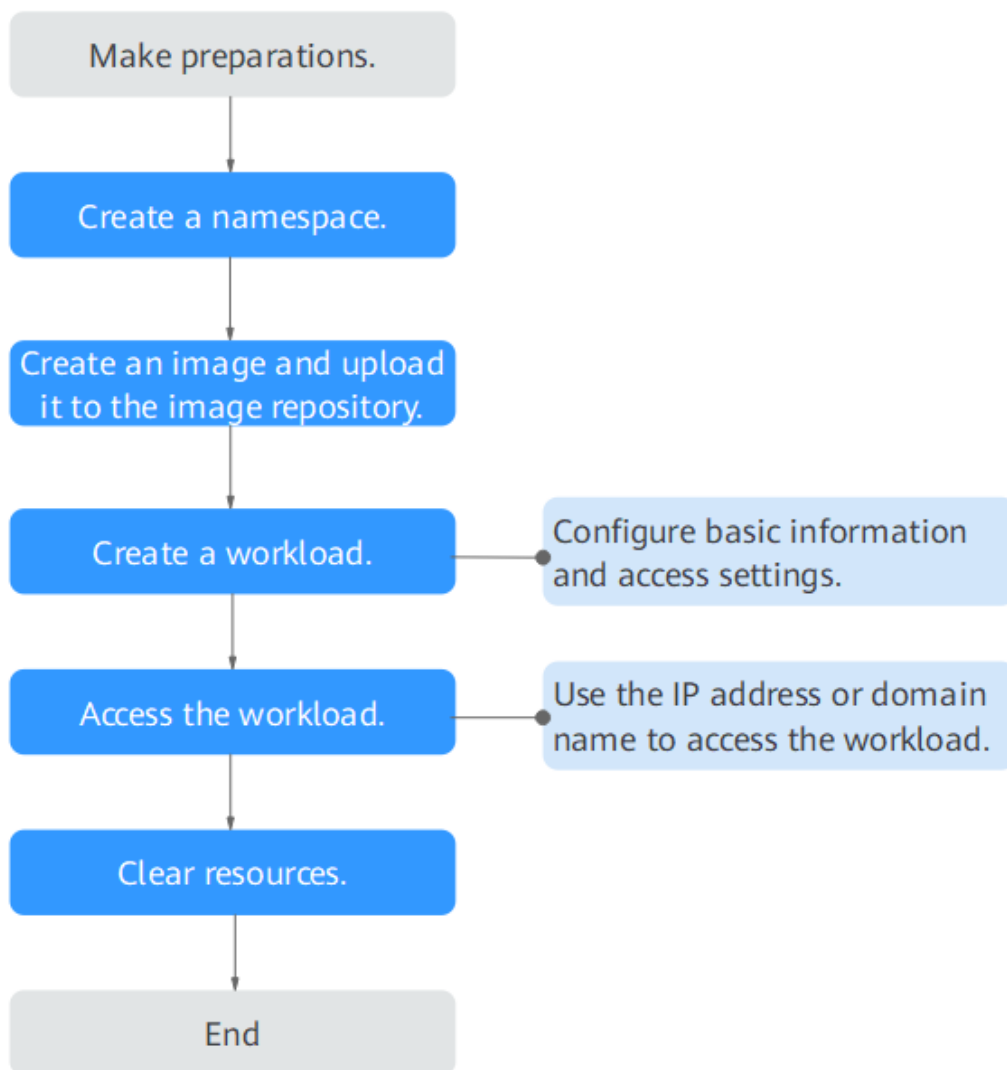 Make preparations.
Create a namespace.
Create an image and upload
it to the image repository.
Create a workload.
Configure basic information
and access settings.
Access the workload.
Use the IP address or domain
name to access the workload.
Clear resources.
End